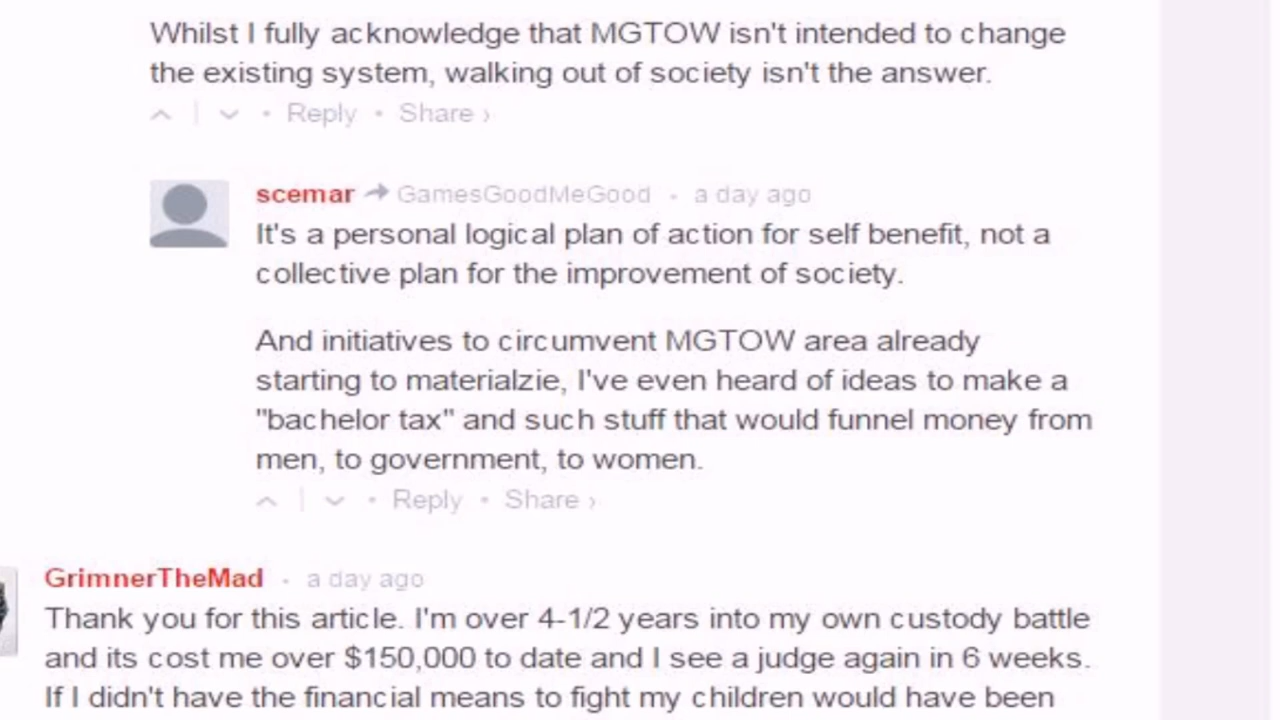 Whilst I fully acknowledge that MGTOW isn't intended to change
the existing system, walking out of society isn't the answer.
Reply • Share ›
scemar GamesGoodMeGood • a day ago
It's a personal logical plan of action for self benefit, not a
collective plan for the improvement of society.
And initiatives to circumvent MGTOW area already
starting to materialzie, I've even heard of ideas to make a
"bachelor tax" and such stuff that would funnel money from
men, to government, to women.
Reply • Share ›
GrimnerTheMad • a day ago
Thank you for this article. I'm over 4-1/2 years into my own custody battle
and its cost me over $150,000 to date and I see a judge again in 6 weeks.
If I didn't have the financial means to fight my children would have been